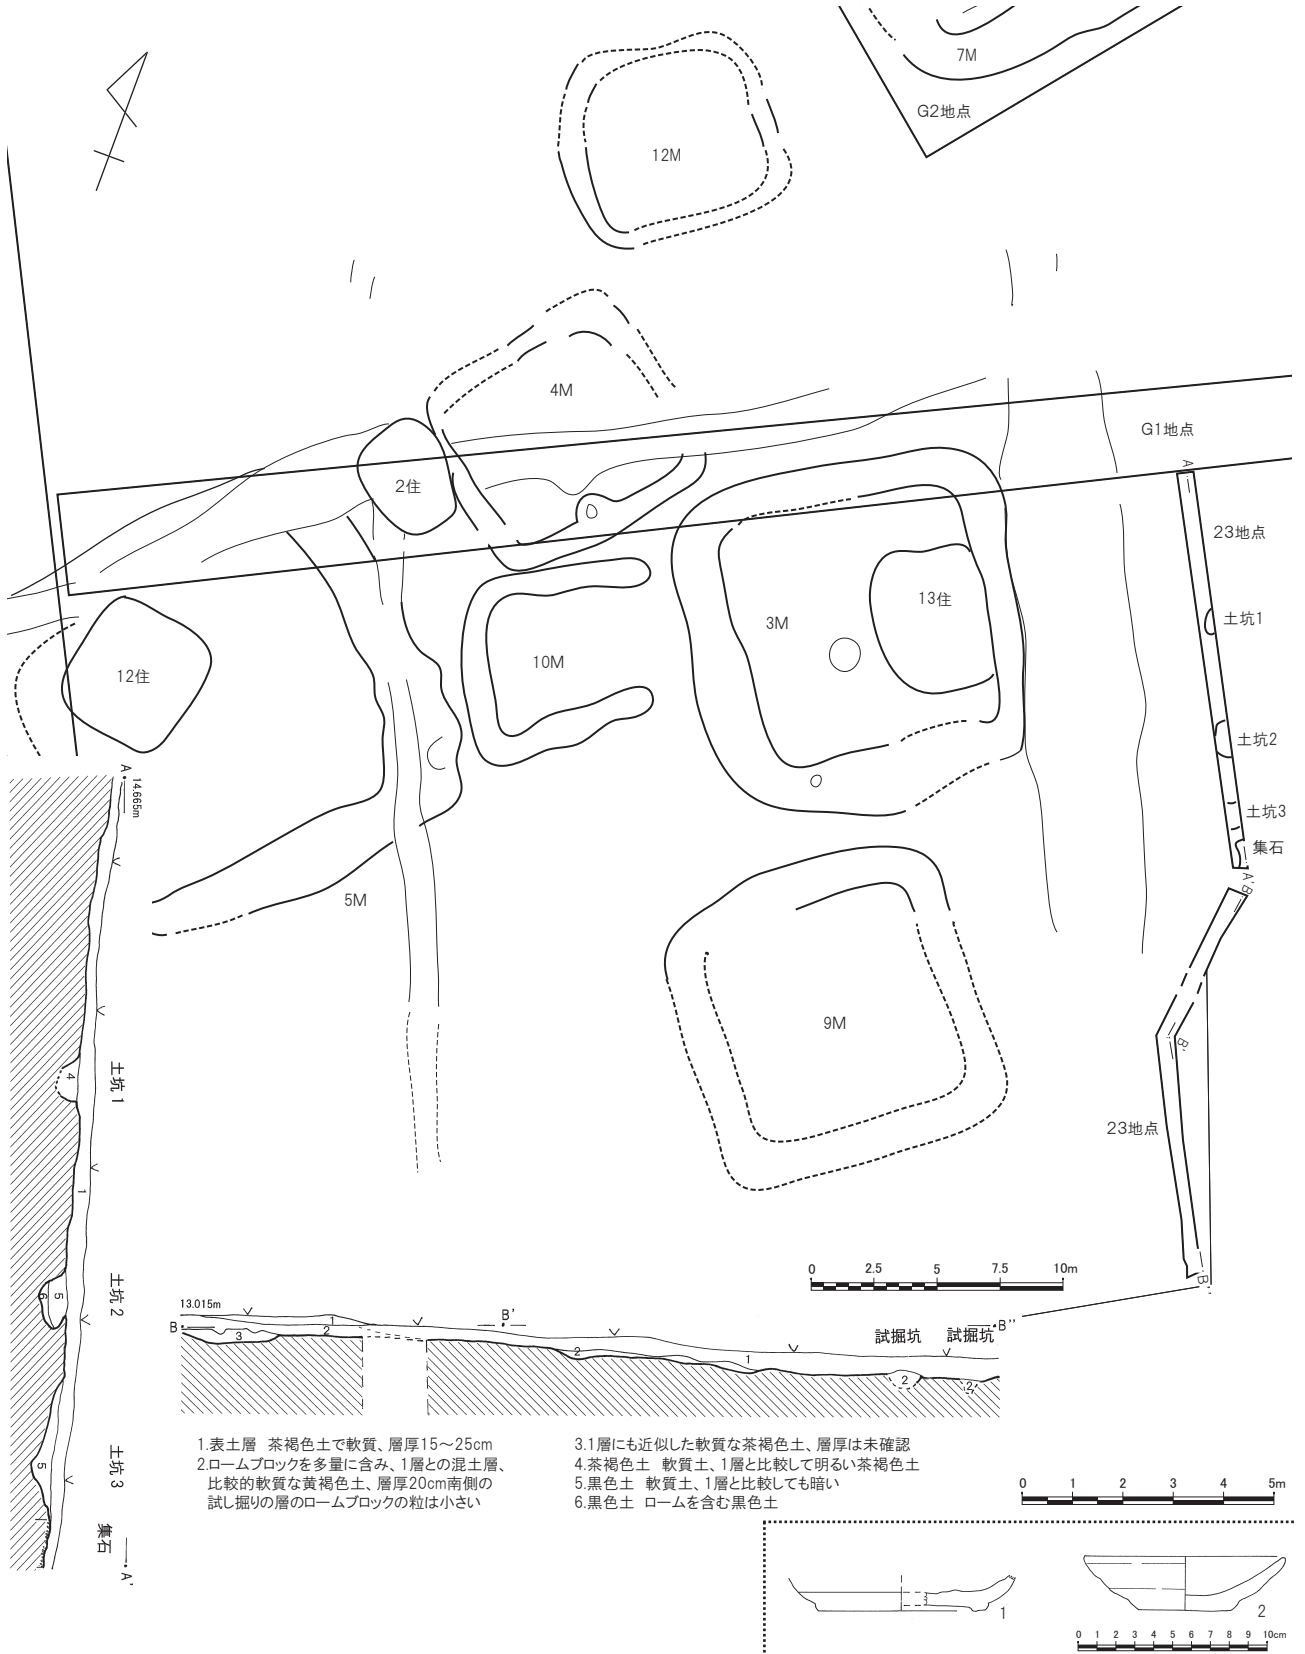 7M
G2地点
12M
4M
G1地点
2住
A
23地点
13住
土坑1
3M
10M
12住
土坑2
A
14.665m
土坑3
集石
A'
B
5M
9M
B'
土坑1
4
23地点
1
土坑2
5
6
0 2.5 5 7.5 10m
B
13.015m
B
1
2
3
B'
2
1
試掘坑
試掘坑
B''
2
2
土坑3
5
集石
A'
1.表土層 茶褐色土で軟質、層厚15～25cm
2.ロームブロックを多量に含み、1層との混土層、
比較的軟質な黄褐色土、層厚20cm南側の
試し掘りの層のロームブロックの粒は小さい
3.1層にも近似した軟質な茶褐色土、層厚は未確認
4.茶褐色土 軟質土、1層と比較して明るい茶褐色土
5.黒色土 軟質土、1層と比較しても暗い
6.黒色土 ロームを含む黒色土
0 1 2 3 4 5m
1
2
0 1 2 3 4 5 6 7 8 9 10cm